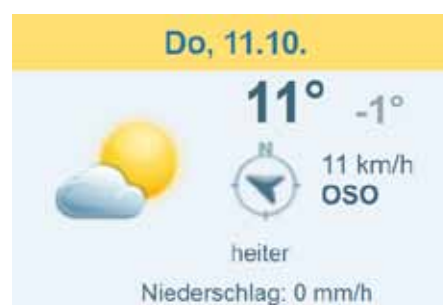 Do, 11.10.
11° -1°
N
11 km/h
OSO
heiter
Niederschlag: 0 mm/h